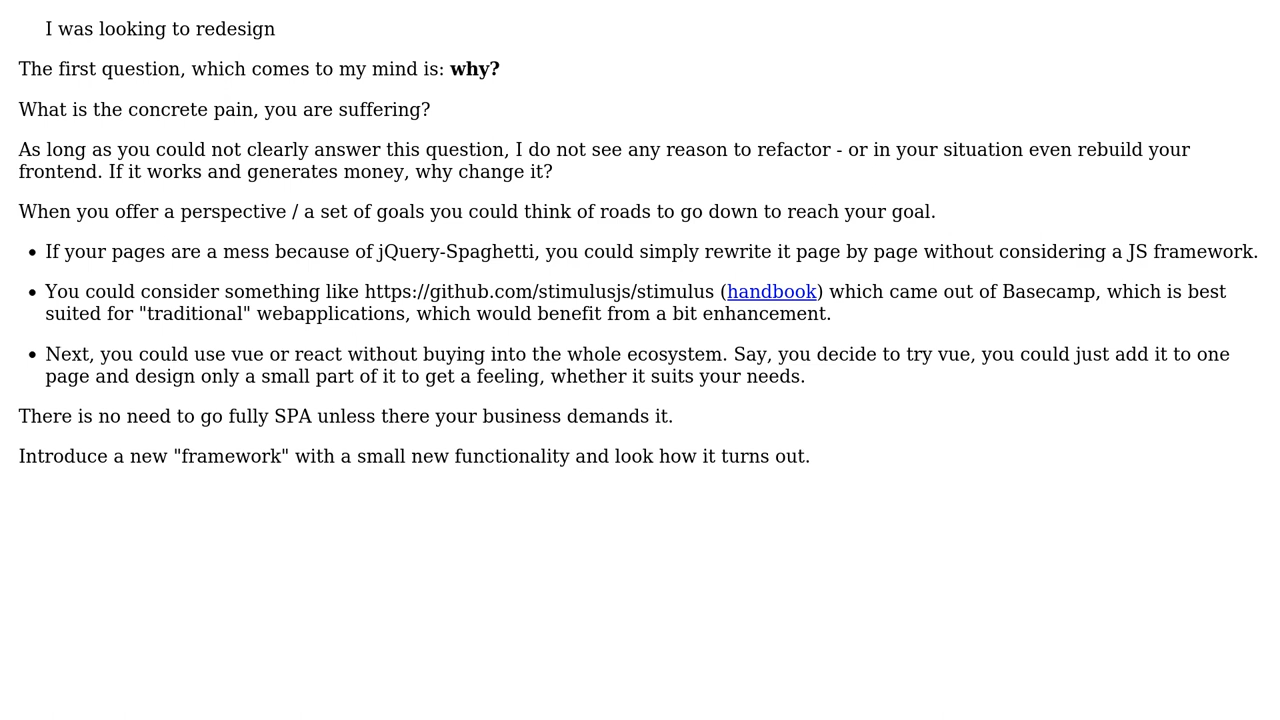 I was looking to redesign
The first question, which comes to my mind is: why?
What is the concrete pain, you are suffering?
As long as you could not clearly answer this question, I do not see any reason to refactor - or in your situation even rebuild your
frontend. If it works and generates money, why change it?
When you offer a perspective / a set of goals you could think of roads to go down to reach your goal.
• If your pages are a mess because of jQuery-Spaghetti, you could simply rewrite it page by page without considering a JS framework.
• You could consider something like https://github.com/stimulusjs/stimulus (handbook) which came out of Basecamp, which is best
suited for "traditional" webapplications, which would benefit from a bit enhancement.
• Next, you could use vue or react without buying into the whole ecosystem. Say, you decide to try vue, you could just add it to one
page and design only a small part of it to get a feeling, whether it suits your needs.
There is no need to go fully SPA unless there your business demands it.
Introduce a new "framework" with a small new functionality and look how it turns out.